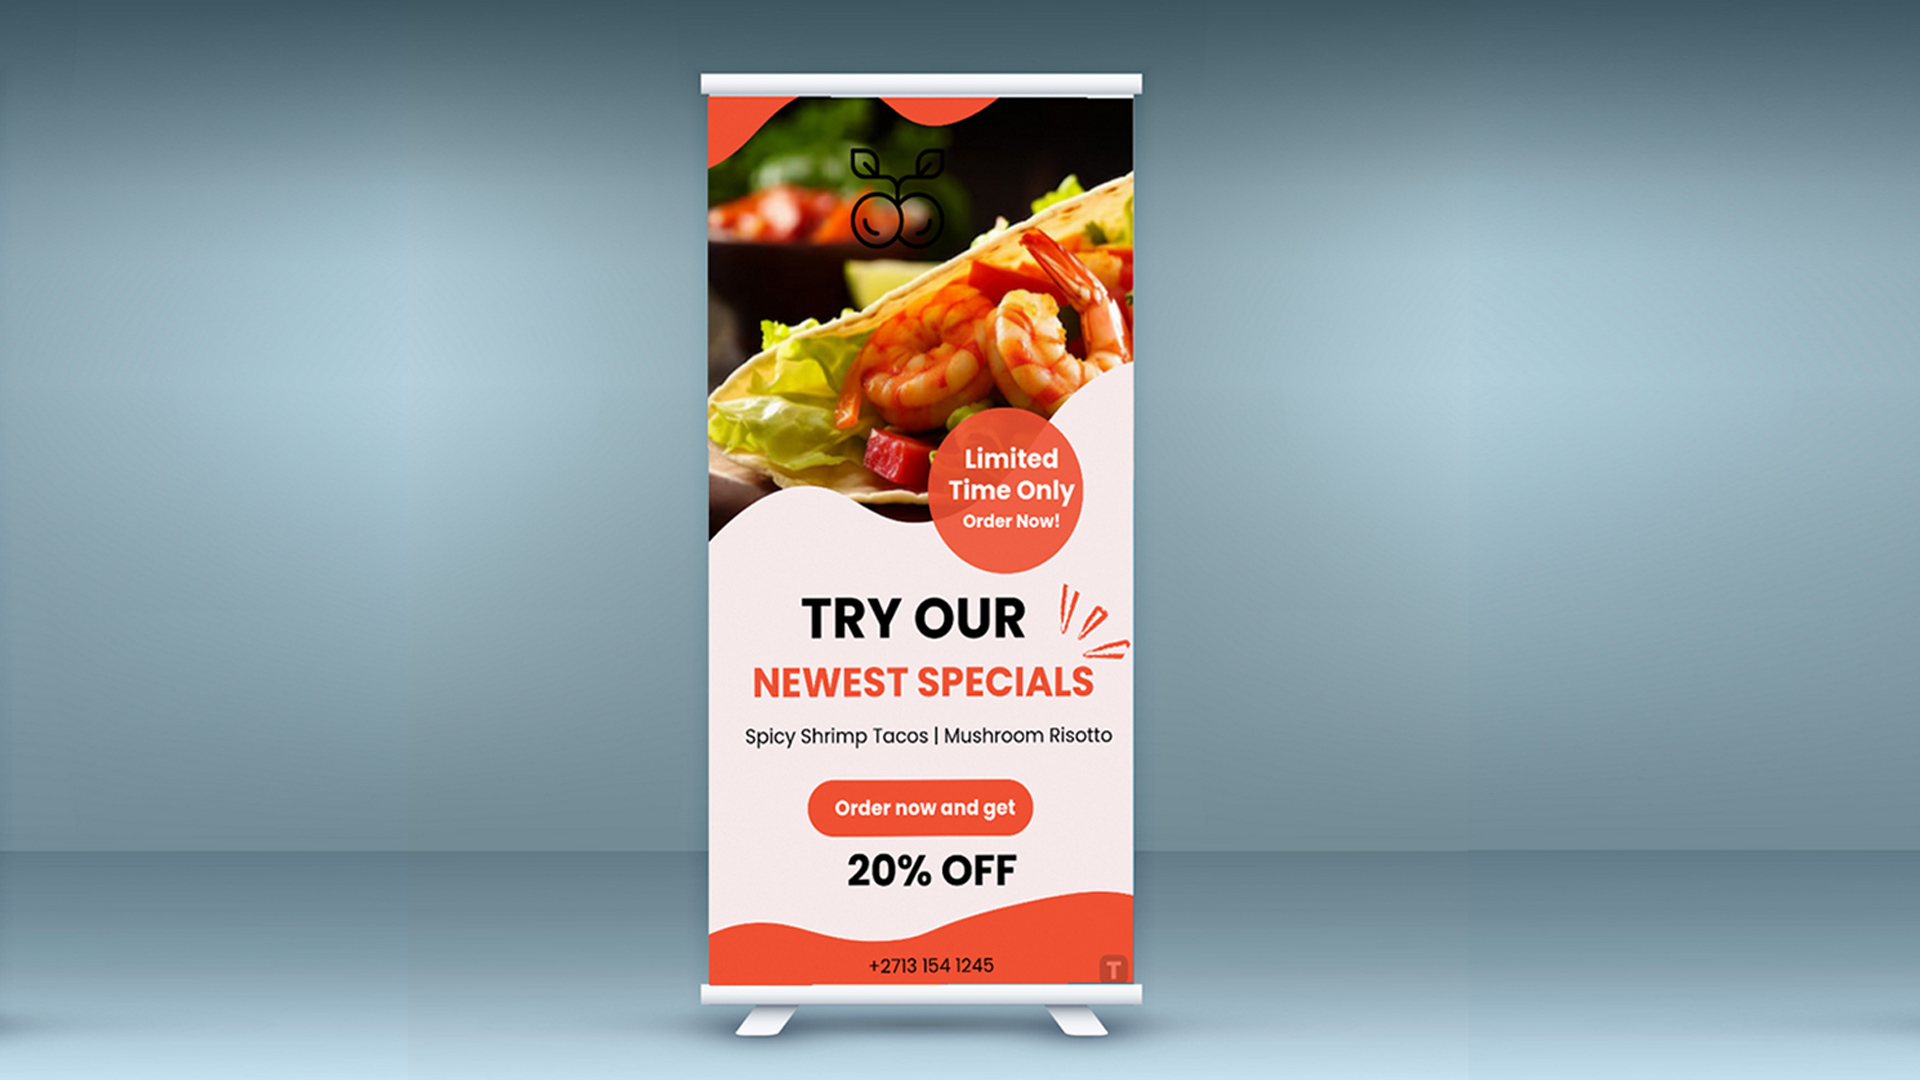 Limited
Time Only
Order Now!
TRY OUR
NEWEST SPECIALS
Spicy Shrimp Tacos | Mushroom Risotto
Order now and get
20% OFF
+2713 154 1245
T